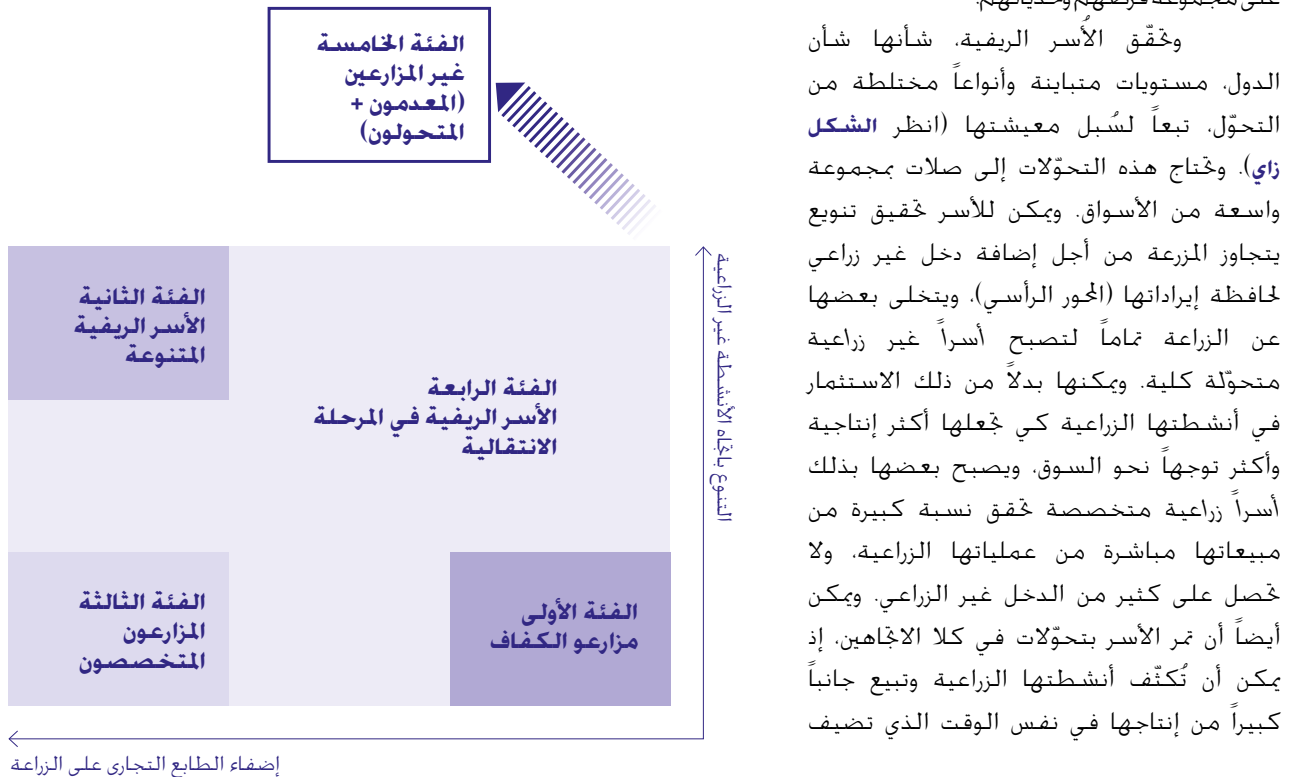 على مجموعة فرصهم وتحدياتهم.
وتحقّق الأُسر الريفية، شأنها شأن
الدول، مستويات متباينة وأنواعاً مختلطة من
التحوّل، تبعاً لسُبل معيشتها (انظر الشكل
زاي). وتحتاج هذه التحوّلات إلى صلات بمجموعة
واسعة من الأسواق. ويمكن للأسر تحقيق تنويع
يتجاوز المزرعة من أجل إضافة دخل غير زراعي
لحافظة إيراداتها (المحور الرأسي)، ويتخلى بعضها
عن الزراعة تماماً لتصبح أسراً غير زراعية
متحوّلة كلية. ويمكنها بدلاً من ذلك الاستثمار
في أنشطتها الزراعية كي تجعلها أكثر إنتاجية
وأكثر توجهاً نحو السوق، ويصبح بعضها بذلك
أسراً زراعية متخصصة تحقق نسبة كبيرة من
مبيعاتها مباشرة من عملياتها الزراعية، ولا
تحصل على كثير من الدخل غير الزراعي. ويمكن
أيضاً أن تمر الأسر بتحوّلات في كلا الاتجاهين، إذ
يمكن أن تُكثّف أنشطتها الزراعية وتبيع جانباً
كبيراً من إنتاجها في نفس الوقت الذي تضيف
الفئة الخامسة
غير المزارعين
(المعدمون +
المتحولون)
الفئة الثانية
الأسر الريفية
المتنوعة
الفئة الرابعة
الأسر الريفية في المرحلة
الانتقالية
الفئة الثالثة
المزارعون
المتخصصون
الفئة الأولى
مزارعو الكفاف
التنوع باتجاه الأنشطة غير الزراعية
إضفاء الطابع التجاري على الزراعة